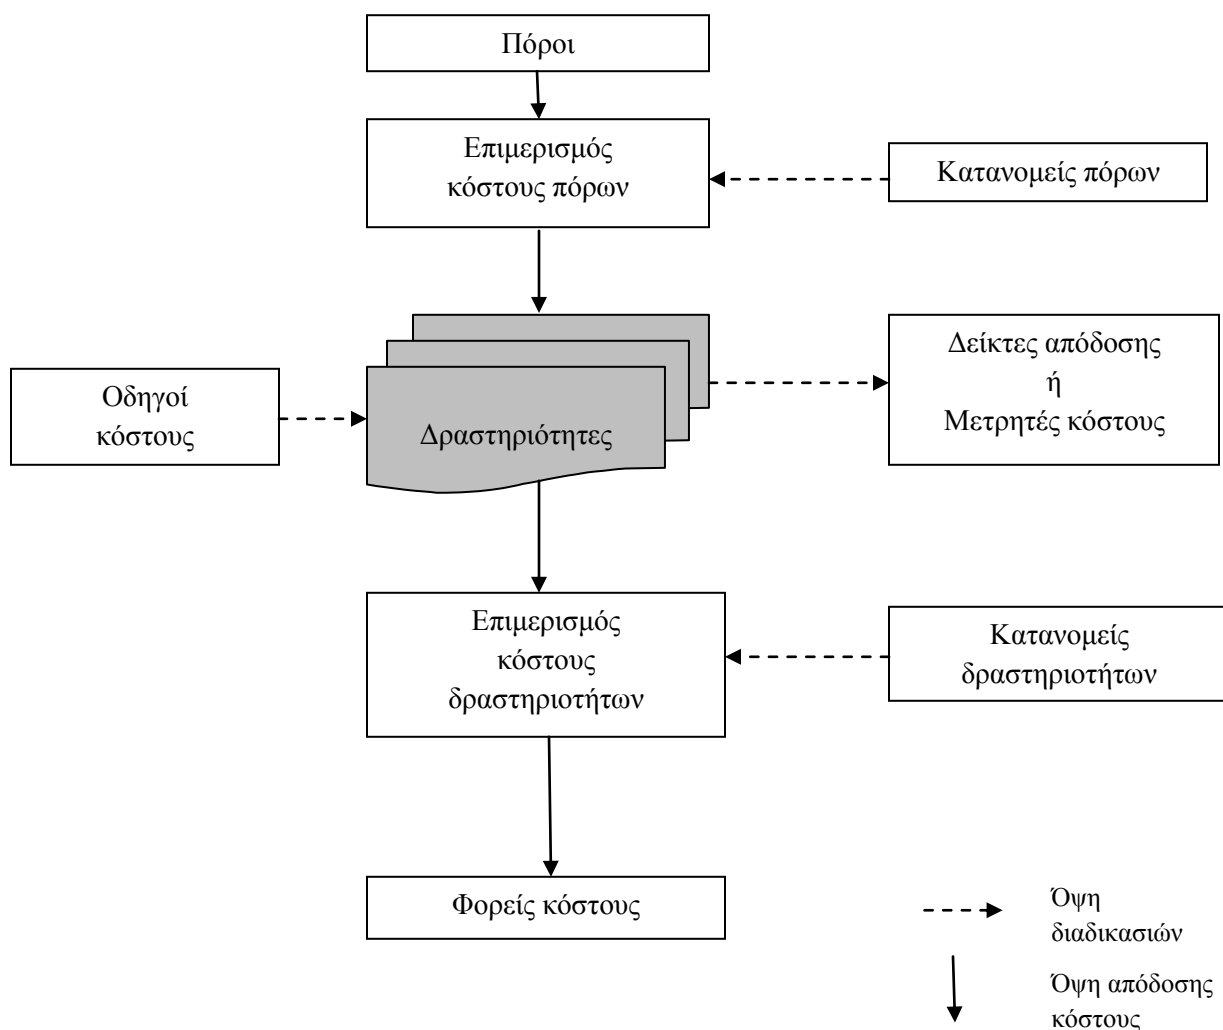 Πόροι
Επιμερισμός
κόστους πόρων
Κατανομείς πόρων
Δείκτες απόδοσης
ή
Μετρητές κόστους
Οδηγοί
κόστους
Δραστηριότητες
Επιμερισμός
κόστους
δραστηριοτήτων
Κατανομείς
δραστηριοτήτων
Φορείς κόστους
Όψη
διαδικασιών
Όψη απόδοσης
κόστους